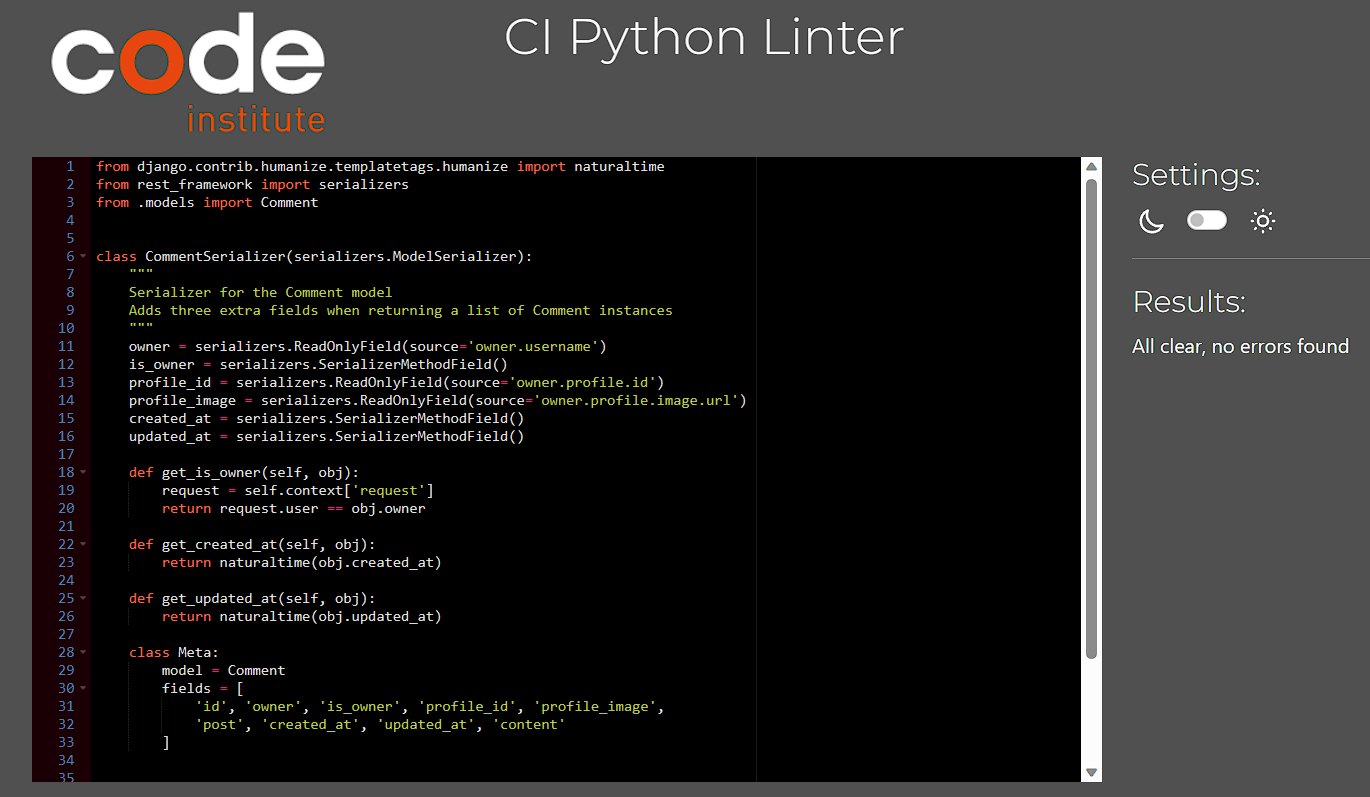 code
institute
CI Python Linter
1 from django.contrib.humanize.templatetags.humanize import naturaltime
2 from rest_framework import serializers
3 from .models import Comment
4
5
6 class CommentSerializer(serializers.ModelSerializer):
7     """
8     Serializer for the Comment model
9     Adds three extra fields when returning a list of Comment instances
10     """
11     owner = serializers.ReadOnlyField(source='owner.username')
12     is_owner = serializers.SerializerMethodField()
13     profile_id = serializers.ReadOnlyField(source='owner.profile.id')
14     profile_image = serializers.ReadOnlyField(source='owner.profile.image.url')
15     created_at = serializers.SerializerMethodField()
16     updated_at = serializers.SerializerMethodField()
17
18     def get_is_owner(self, obj):
19         request = self.context['request']
20         return request.user == obj.owner
21
22     def get_created_at(self, obj):
23         return naturaltime(obj.created_at)
24
25     def get_updated_at(self, obj):
26         return naturaltime(obj.updated_at)
27
28     class Meta:
29         model = Comment
30         fields = [
31             'id', 'owner', 'is_owner', 'profile_id', 'profile_image',
32             'post', 'created_at', 'updated_at', 'content'
33         ]
34
35
Settings:
Results:
All clear, no errors found